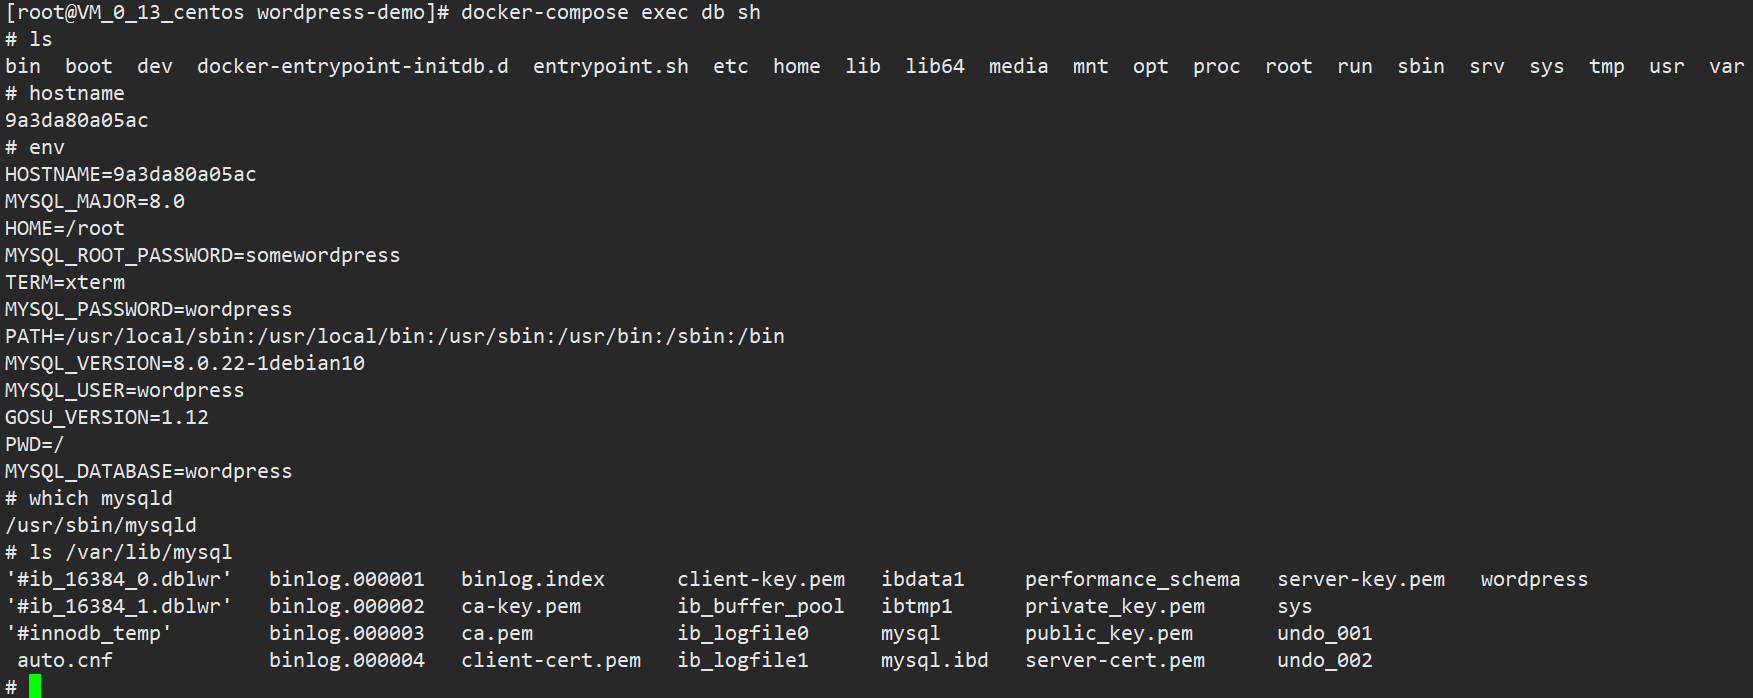 [root@VM_0_13_centos wordpress-demo]# docker-compose exec db sh
# ls
bin  boot  dev  docker-entrypoint-initdb.d  entrypoint.sh  etc  home  lib  lib64  media  mnt  opt  proc  root  run  sbin  srv  sys  tmp  usr  var
# hostname
9a3da80a05ac
# env
HOSTNAME=9a3da80a05ac
MYSQL_MAJOR=8.0
HOME=/root
MYSQL_ROOT_PASSWORD=somewordpress
TERM=xterm
MYSQL_PASSWORD=wordpress
PATH=/usr/local/sbin:/usr/local/bin:/usr/sbin:/usr/bin:/sbin:/bin
MYSQL_VERSION=8.0.22-1debian10
MYSQL_USER=wordpress
GOSU_VERSION=1.12
PWD=/
MYSQL_DATABASE=wordpress
# which mysqld
/usr/sbin/mysqld
# ls /var/lib/mysql
'#ib_16384_0.dblwr'   binlog.000001   binlog.index      client-key.pem   ibdata1     performance_schema   server-key.pem   wordpress
'#ib_16384_1.dblwr'   binlog.000002   ca-key.pem        ib_buffer_pool   ibtmp1      private_key.pem      sys
'#innodb_temp'        binlog.000003   ca.pem            ib_logfile0      mysql       public_key.pem       undo_001
 auto.cnf             binlog.000004   client-cert.pem   ib_logfile1      mysql.ibd   server-cert.pem      undo_002
#